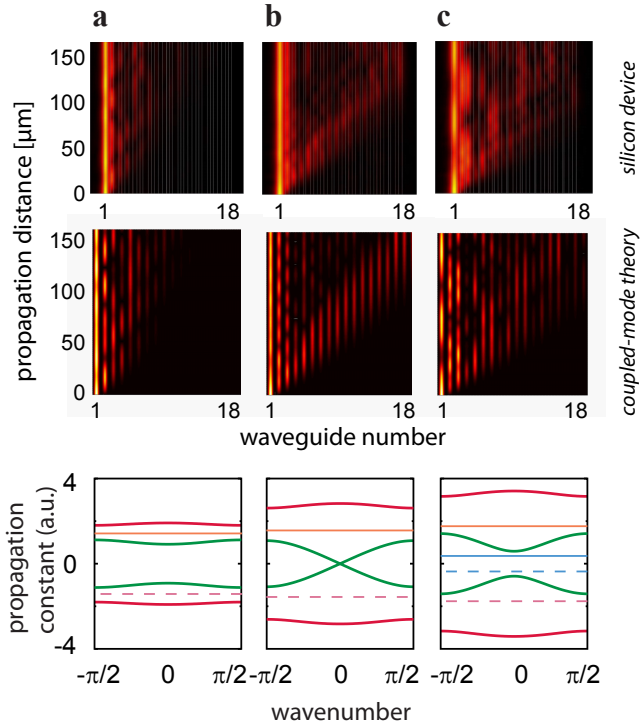 a b c
propagation distance [μm]
150
100
50
0
1 18 1 18 1 18
silicon device
150
100
50
0
1 18 1 18 1 18
coupled-mode theory
waveguide number
propagation
constant (a.u.)
4
0
-4
-π/2 0 π/2 -π/2 0 π/2 -π/2 0 π/2
wavenumber